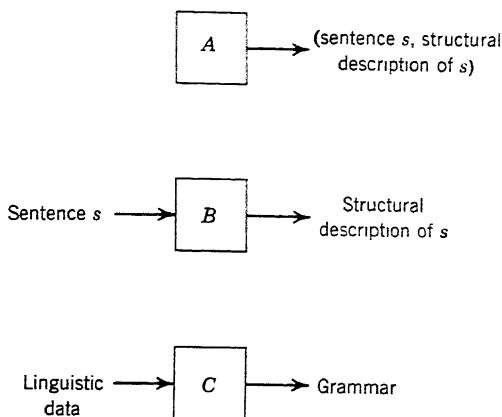 A
(sentence s, structural
description of s)
Sentence s
B
Structural
description of s
Linguistic
data
C
Grammar